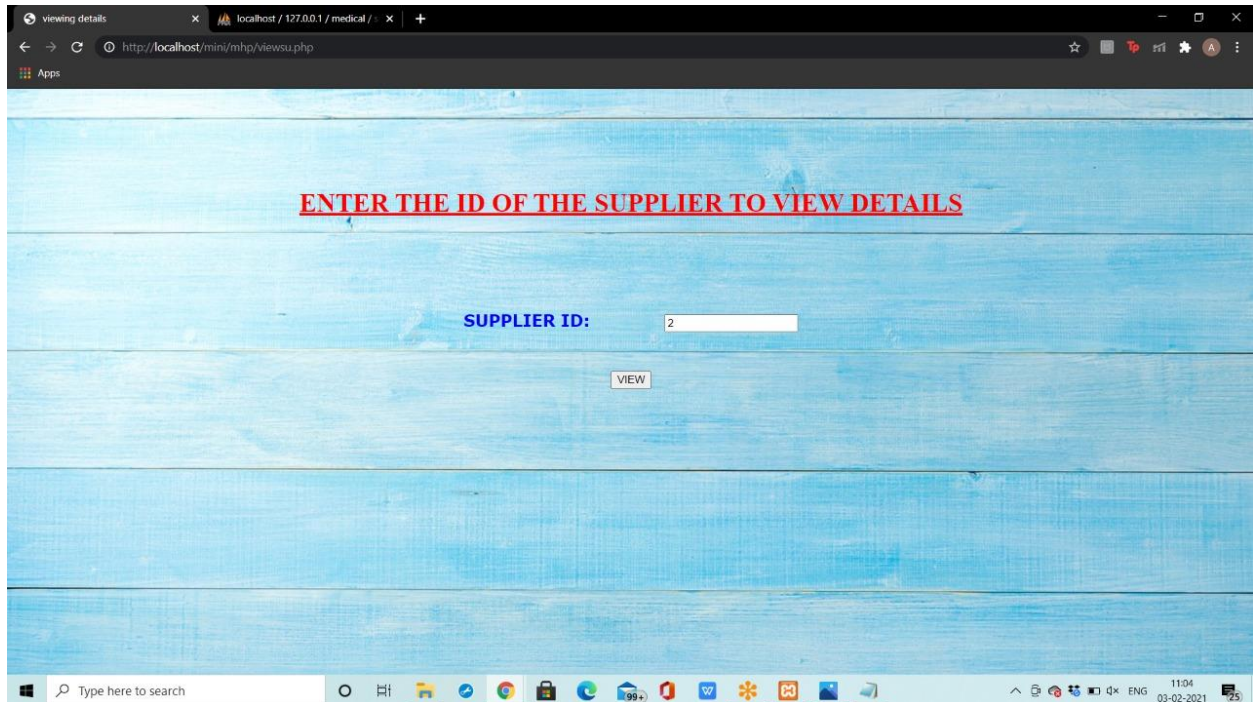 viewing details
localhost / 127.0.0.1 / medical / s
http://localhost/mini/mhp/viewsu.php
Tp
A
Apps
ENTER THE ID OF THE SUPPLIER TO VIEW DETAILS
SUPPLIER ID:
2
VIEW
Type here to search
99+
W
ENG
11:04
03-02-2021
25